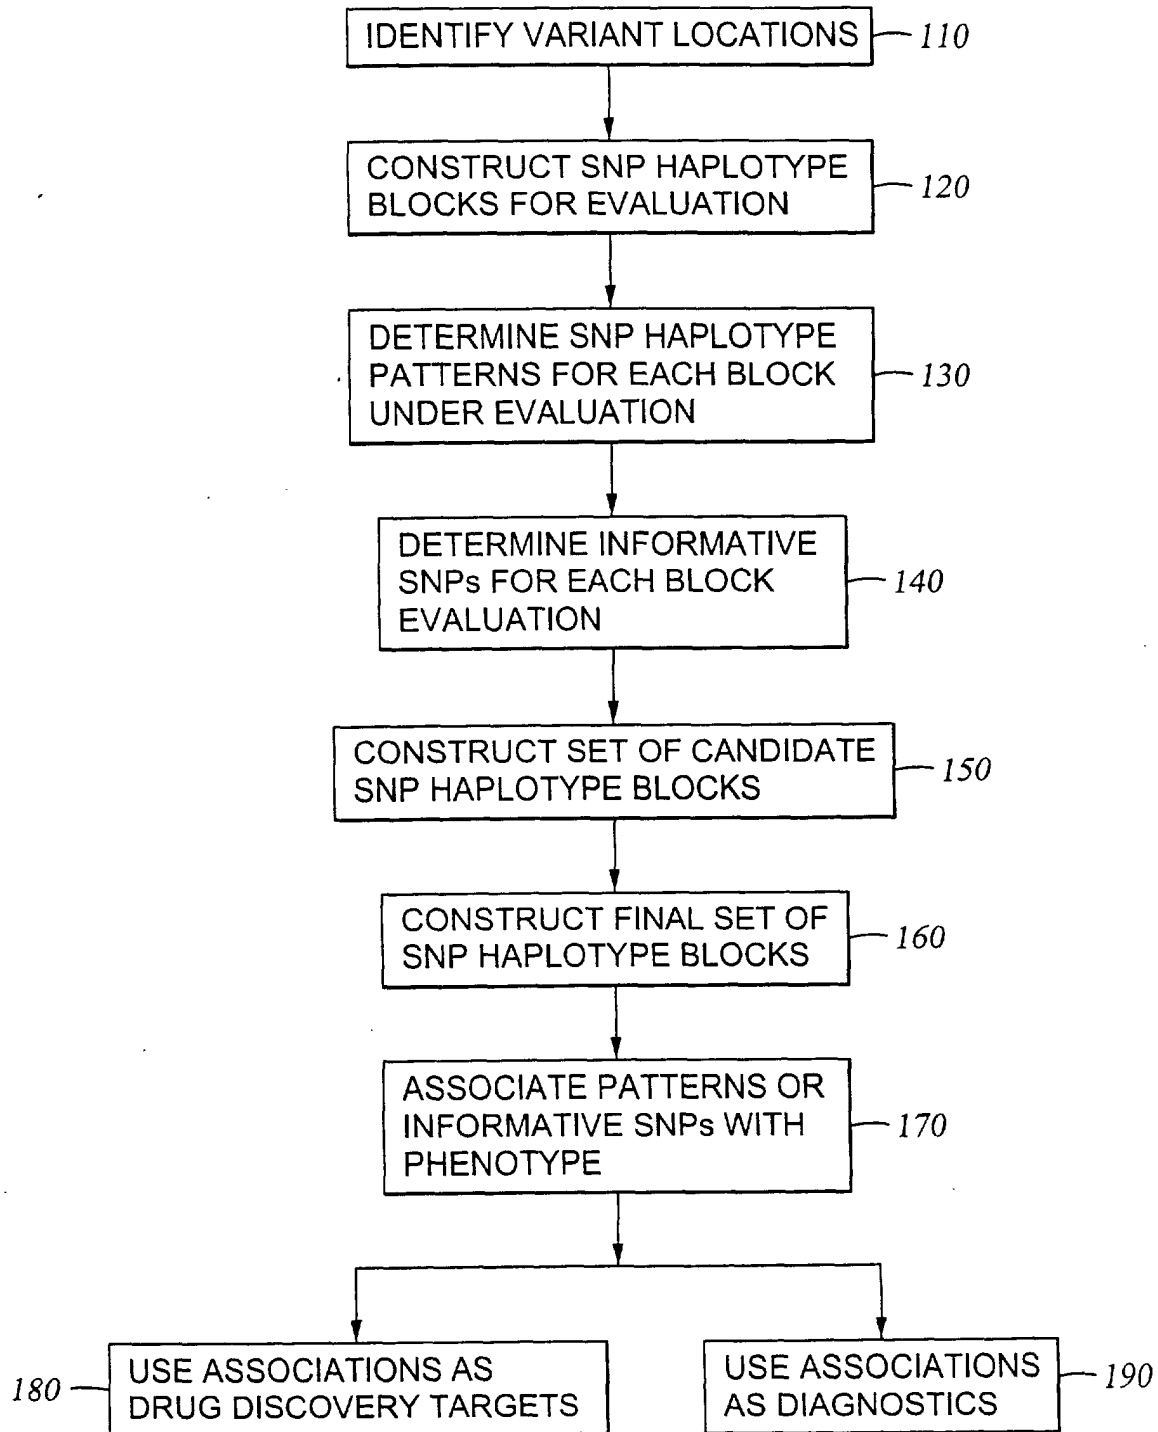 IDENTIFY VARIANT LOCATIONS
110
CONSTRUCT SNP HAPLOTYPE
BLOCKS FOR EVALUATION
120
DETERMINE SNP HAPLOTYPE
PATTERNS FOR EACH BLOCK
UNDER EVALUATION
130
DETERMINE INFORMATIVE
SNPs FOR EACH BLOCK
EVALUATION
140
CONSTRUCT SET OF CANDIDATE
SNP HAPLOTYPE BLOCKS
150
CONSTRUCT FINAL SET OF
SNP HAPLOTYPE BLOCKS
160
ASSOCIATE PATTERNS OR
INFORMATIVE SNPs WITH
PHENOTYPE
170
180
USE ASSOCIATIONS AS
DRUG DISCOVERY TARGETS
USE ASSOCIATIONS
AS DIAGNOSTICS
190